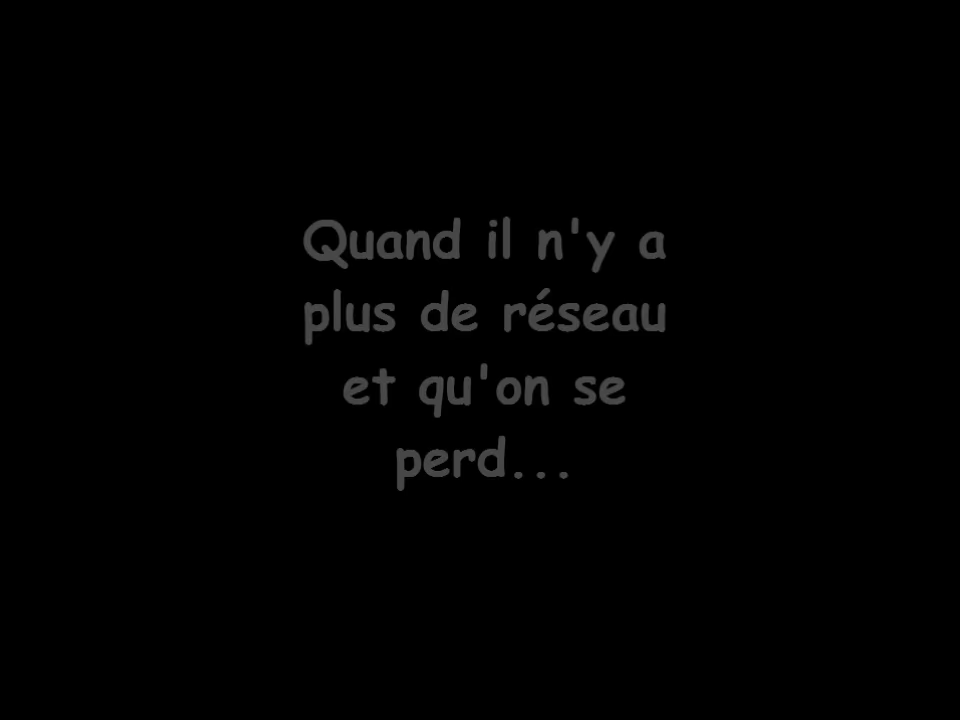 Quand il n'y a
plus de réseau
et qu'on se
perd...